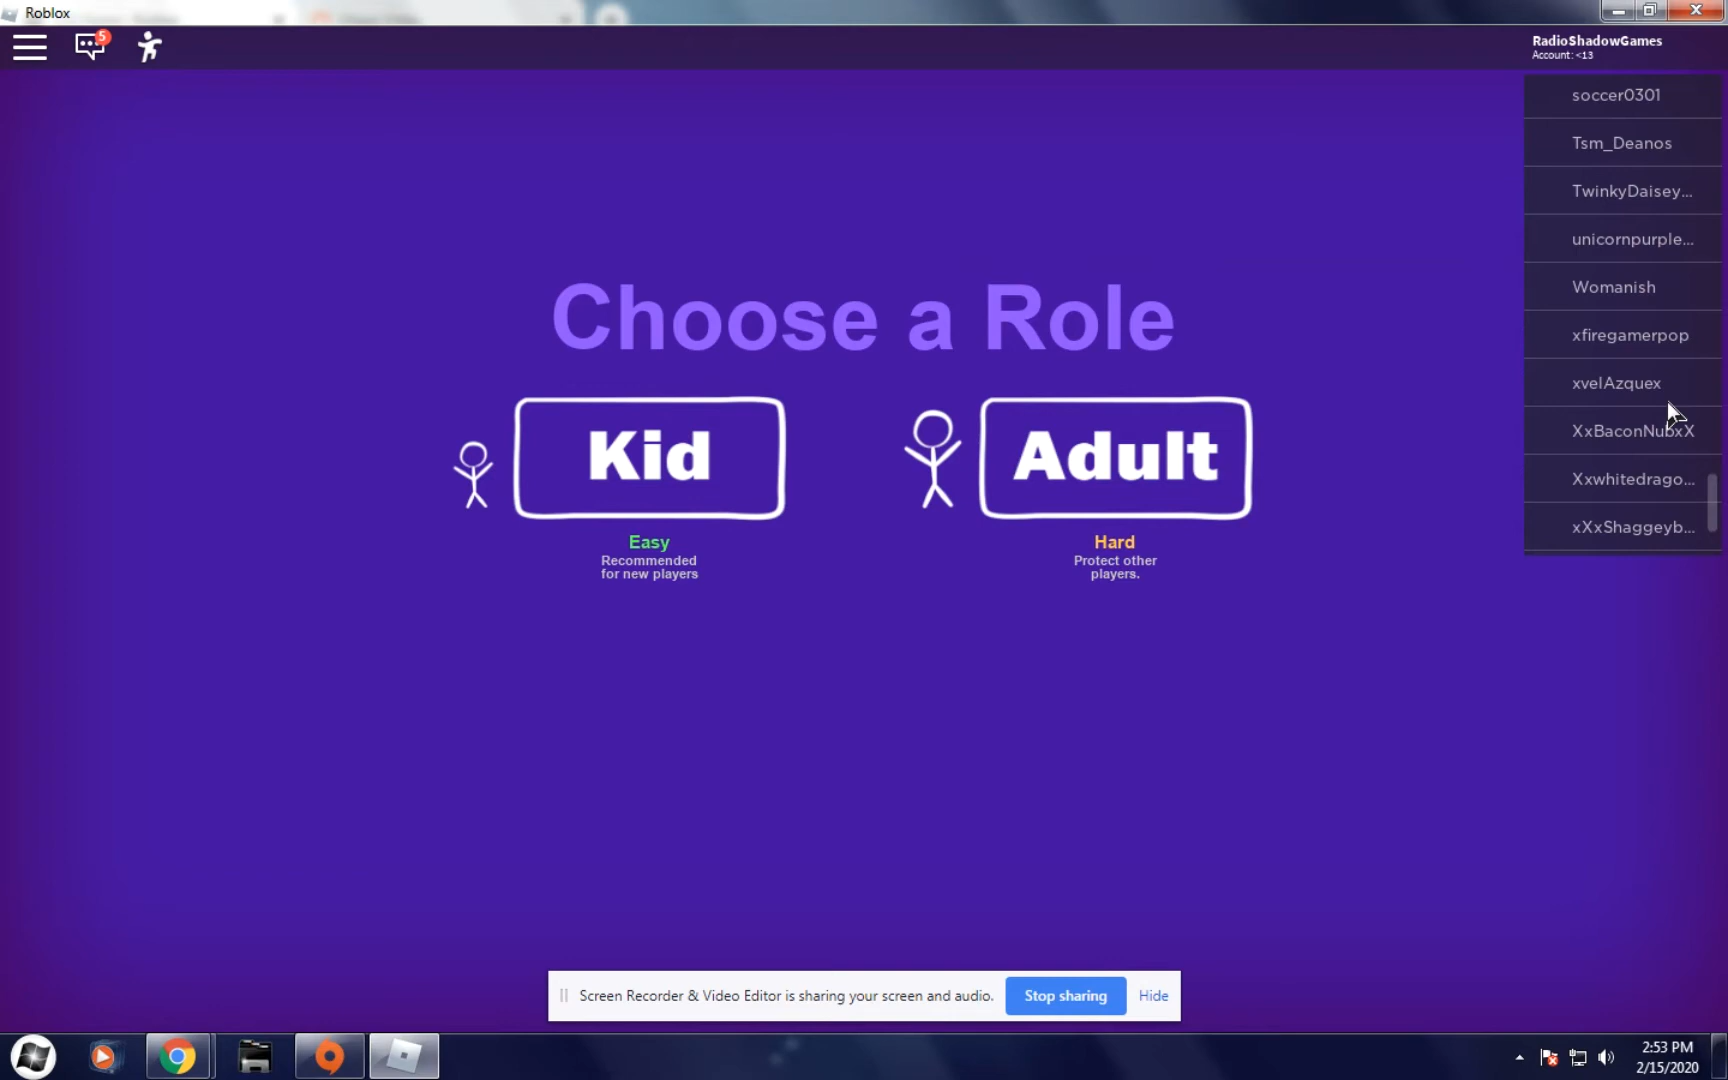 Roblox
5
RadioShadowGames
Account: <13
soccer0301
Tsm_Deanos
TwinkyDaisey...
unicornpurple...
Womanish
xfiregamerpop
xvelAzquex
XxBaconNubxX
Xxwhitedrago...
xXxShaggeyb...
Choose a Role
Kid
Adult
Easy
Recommended
for new players
Hard
Protect other
players.
Screen Recorder & Video Editor is sharing your screen and audio.
Stop sharing
Hide
2:53 PM
2/15/2020